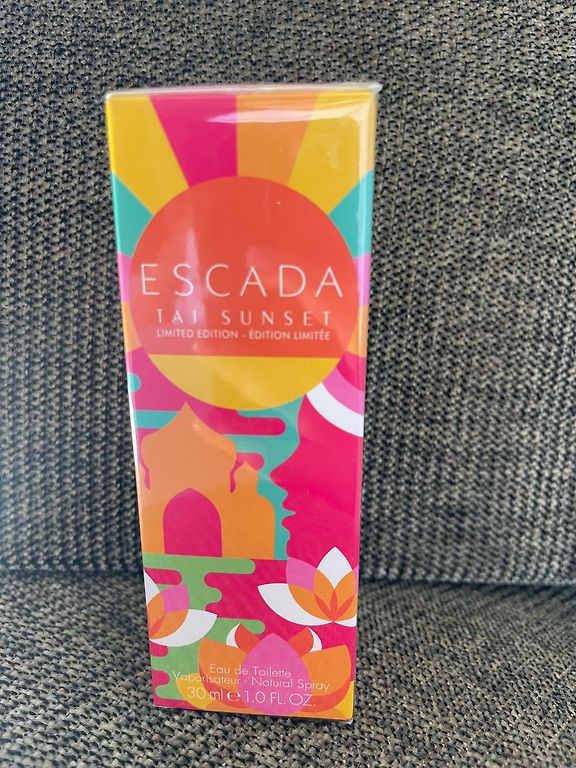 ESCADA
TAJ SUNSET
LIMITED EDITION - ÉDITION LIMITÉE
Eau de Toilette
Vaporisateur - Natural Spray
30 ml e 1.0 FL. OZ.